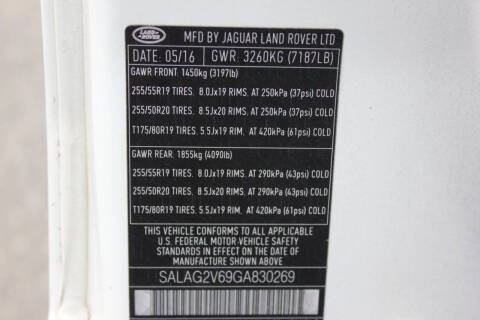 LAND ROVER
MFD BY JAGUAR LAND ROVER LTD
DATE: 05/16 GWR: 3260KG (7187LB)
GAWR FRONT: 1450kg (3197lb)
255/55R19 TIRES. 8.0Jx19 RIMS. AT 250kPa (37psi) COLD
255/50R20 TIRES. 8.5Jx20 RIMS. AT 250kPa (37psi) COLD
T175/80R19 TIRES. 5.5Jx19 RIM. AT 420kPa (61psi) COLD
GAWR REAR: 1855kg (4090lb)
255/55R19 TIRES. 8.0Jx19 RIMS. AT 290kPa (43psi) COLD
255/50R20 TIRES. 8.5Jx20 RIMS. AT 290kPa (43psi) COLD
T175/80R19 TIRES. 5.5Jx19 RIM. AT 420kPa (61psi) COLD
THIS VEHICLE CONFORMS TO ALL APPLICABLE
U.S. FEDERAL MOTOR VEHICLE SAFETY
STANDARDS IN EFFECT ON THE DATE OF
MANUFACTURE SHOWN ABOVE.
SALAG2V69GA830269